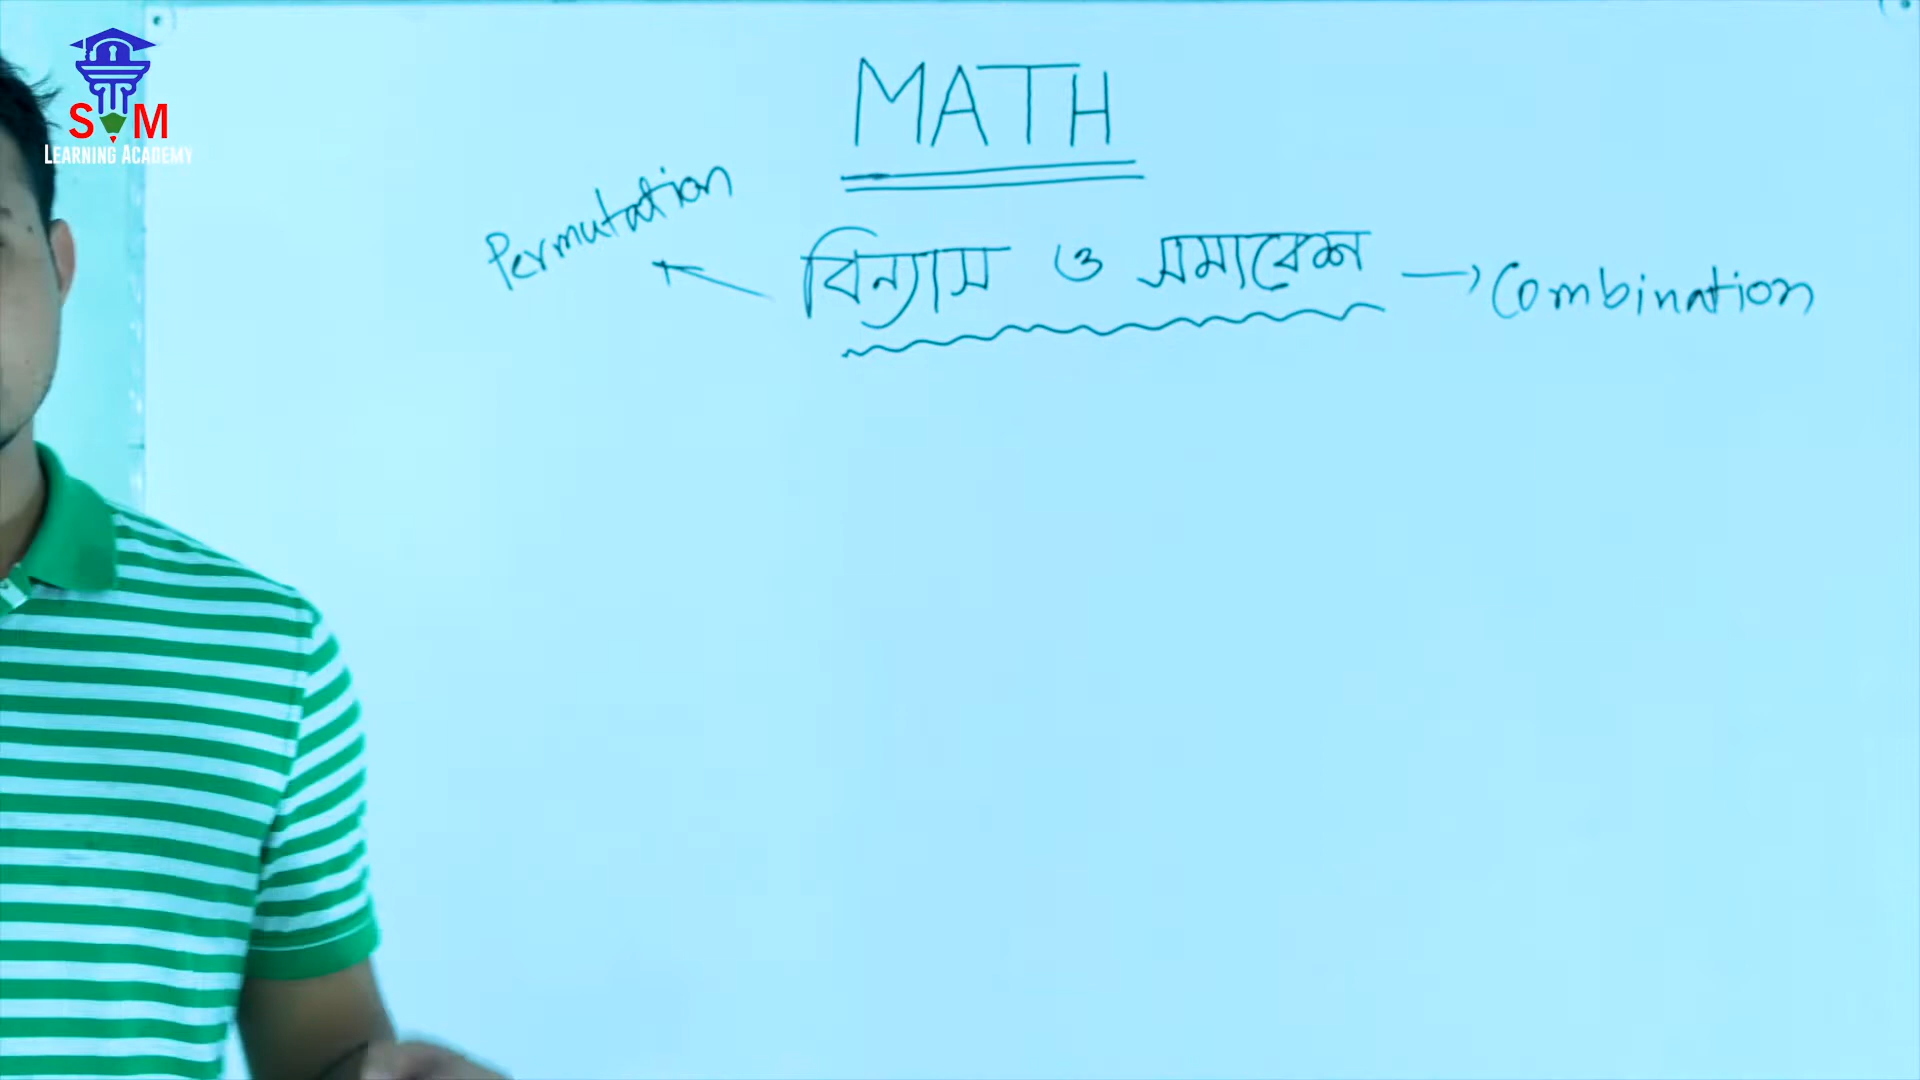 S M
LEARNING ACADEMY
MATH
Permutation
বিন্যাস ও সমাবেশ → Combination